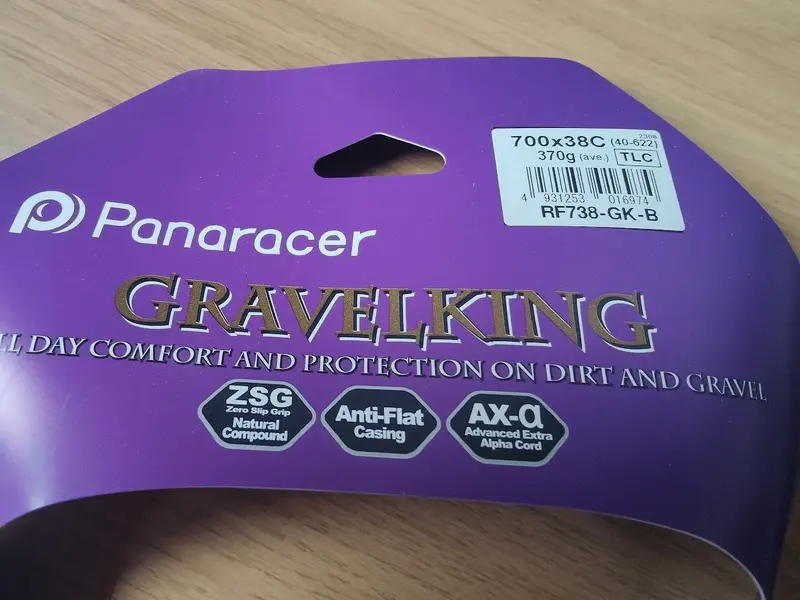 2308
700x38C (40-622)
370g (ave.) TLC
4 931253 016974
RF738-GK-B
Panaracer
GRAVELKING
LL DAY COMFORT AND PROTECTION ON DIRT AND GRAVEL
ZSG
Zero Slip Grip
Natural
Compound
Anti-Flat
Casing
AX-α
Advanced Extra
Alpha Cord